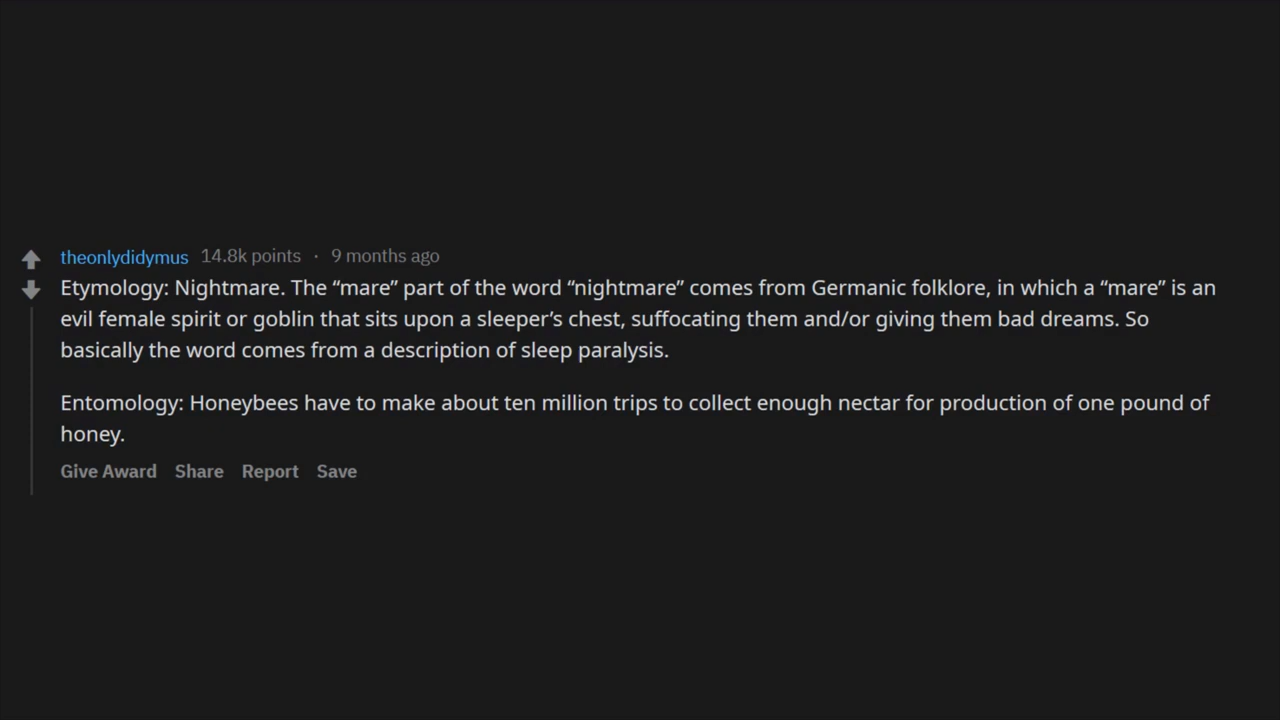 theonlydidymus 14.8k points · 9 months ago
Etymology: Nightmare. The “mare” part of the word “nightmare” comes from Germanic folklore, in which a “mare” is an
evil female spirit or goblin that sits upon a sleeper’s chest, suffocating them and/or giving them bad dreams. So
basically the word comes from a description of sleep paralysis.
Entomology: Honeybees have to make about ten million trips to collect enough nectar for production of one pound of
honey.
Give Award Share Report Save